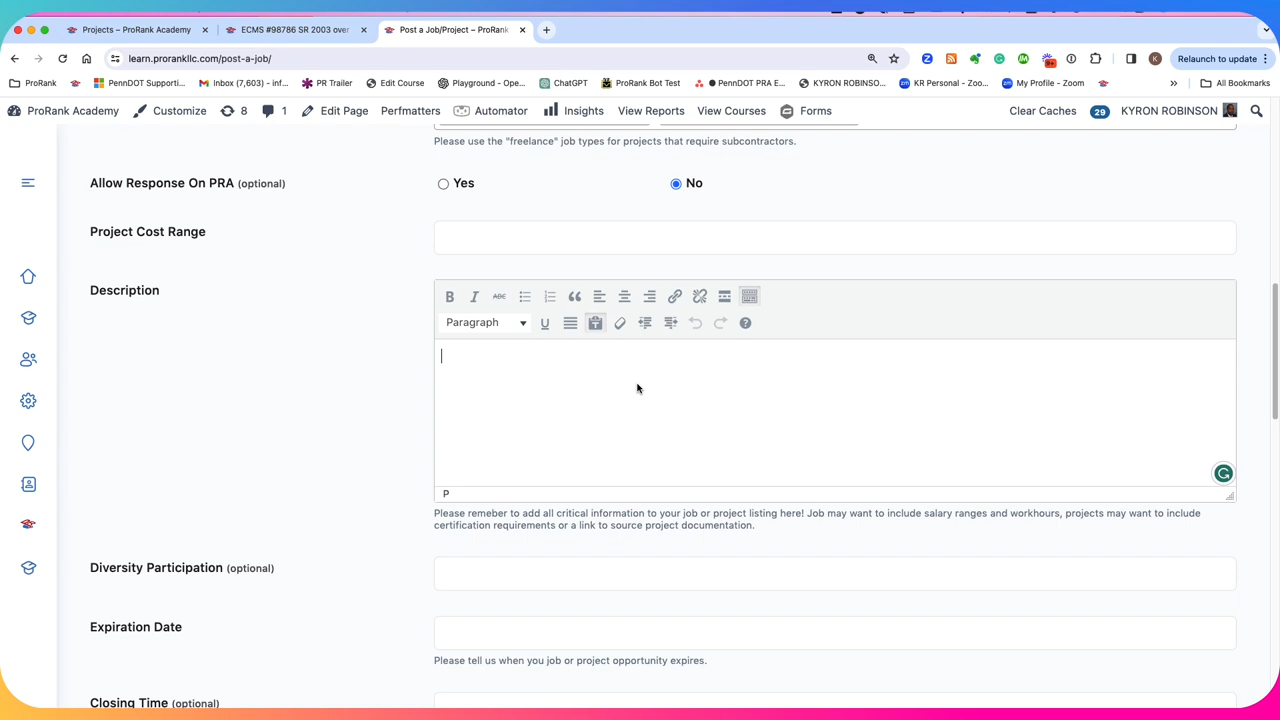 Projects – ProRank Academy
ECMS #98786 SR 2003 over
Post a Job/Project – ProRank
learn.prorankllc.com/post-a-job/
Relaunch to update
ProRank
PennDOT Supporti...
Inbox (7,603) - inf...
PR Trailer
Edit Course
Playground - Ope...
ChatGPT
ProRank Bot Test
PennDOT PRA E...
KYRON ROBINSO...
KR Personal - Zoo...
My Profile - Zoom
»
All Bookmarks
ProRank Academy
Customize
8
1
Edit Page
Perfmatters
Automator
Insights
View Reports
View Courses
Forms
Clear Caches
29
KYRON ROBINSON
Please use the "freelance" job types for projects that require subcontractors.
Allow Response On PRA (optional)
Yes
No
Project Cost Range
Description
B I ABC
Paragraph
U
P
Please remeber to add all critical information to your job or project listing here! Job may want to include salary ranges and workhours, projects may want to include
certification requirements or a link to source project documentation.
Diversity Participation (optional)
Expiration Date
Please tell us when you job or project opportunity expires.
Closing Time (optional)